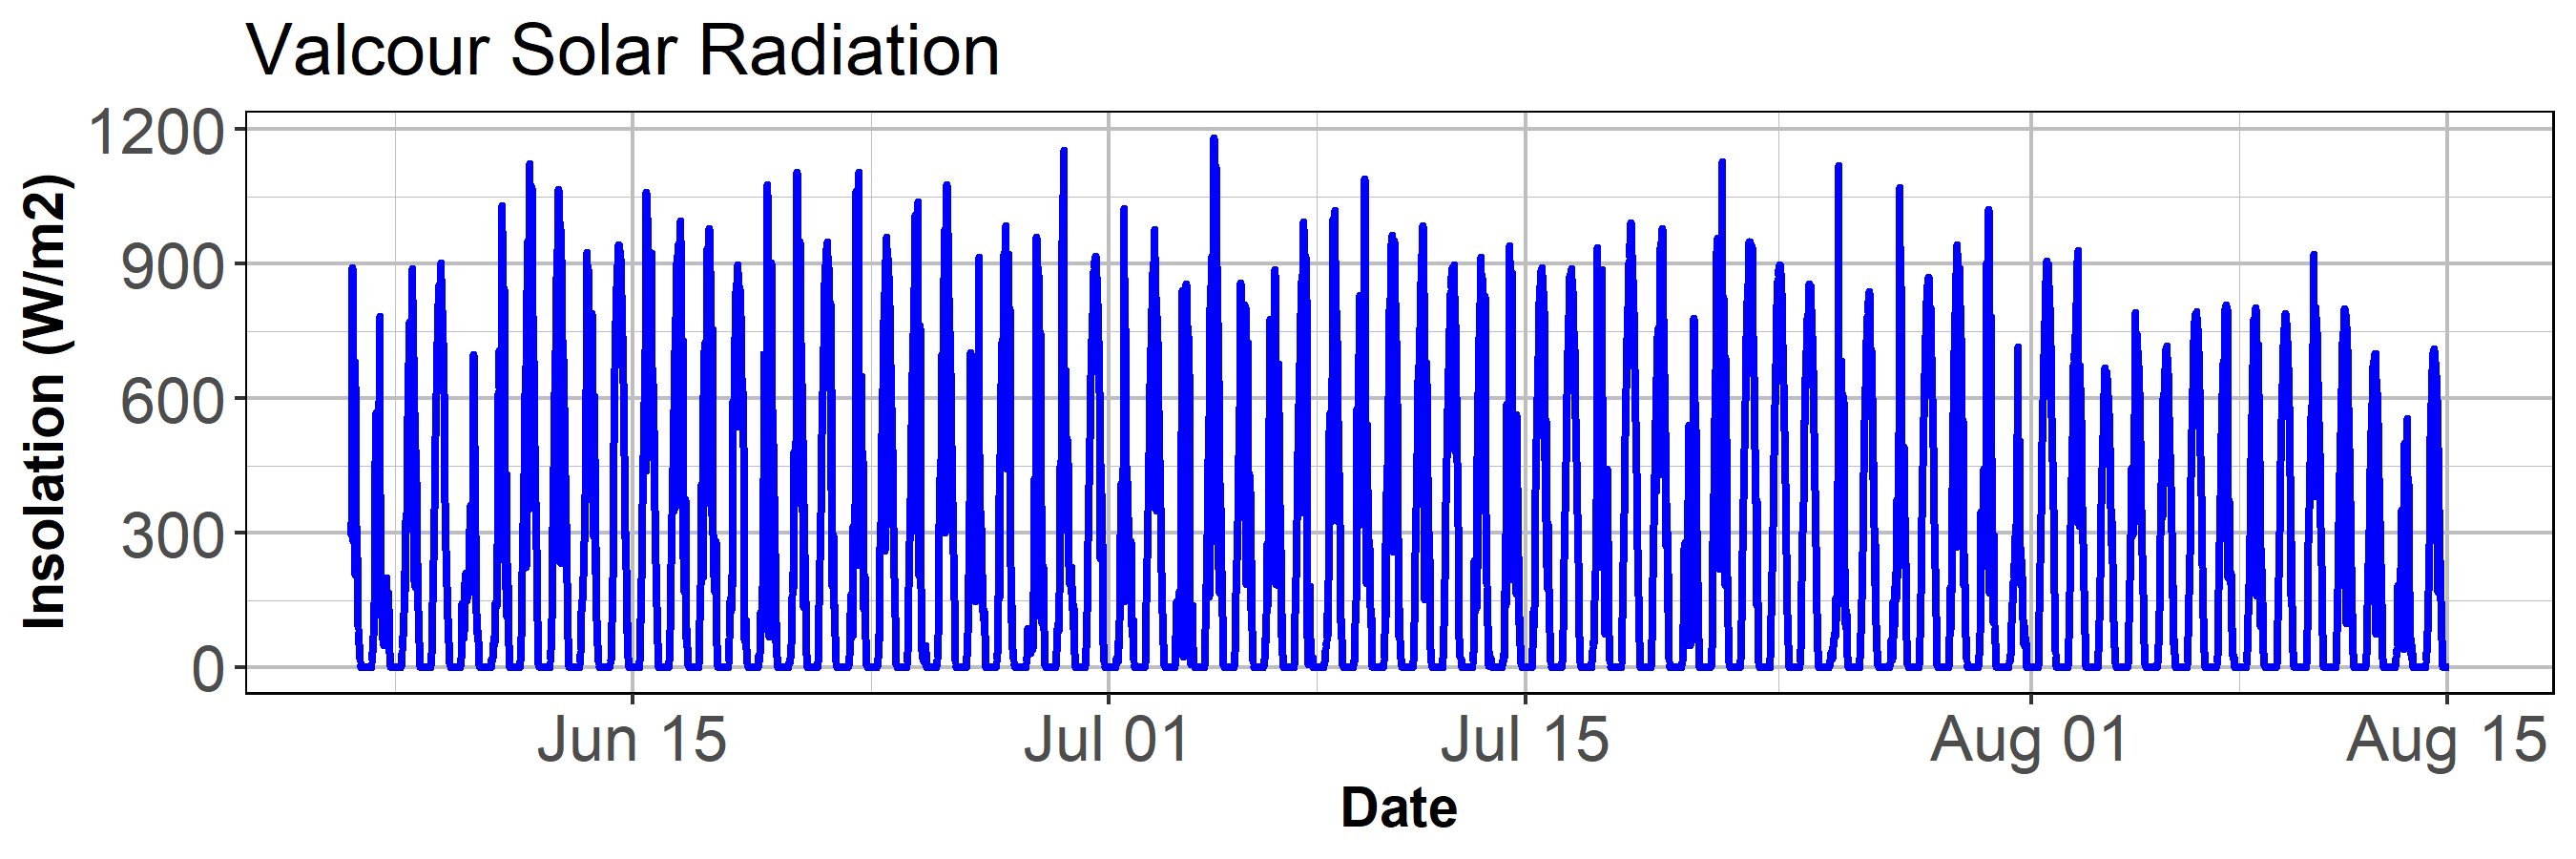 Valcour Solar Radiation
1200
900
600
300
0
Insolation (W/m2)
Jun 15 Jul 01 Jul 15 Aug 01 Aug 15
Date